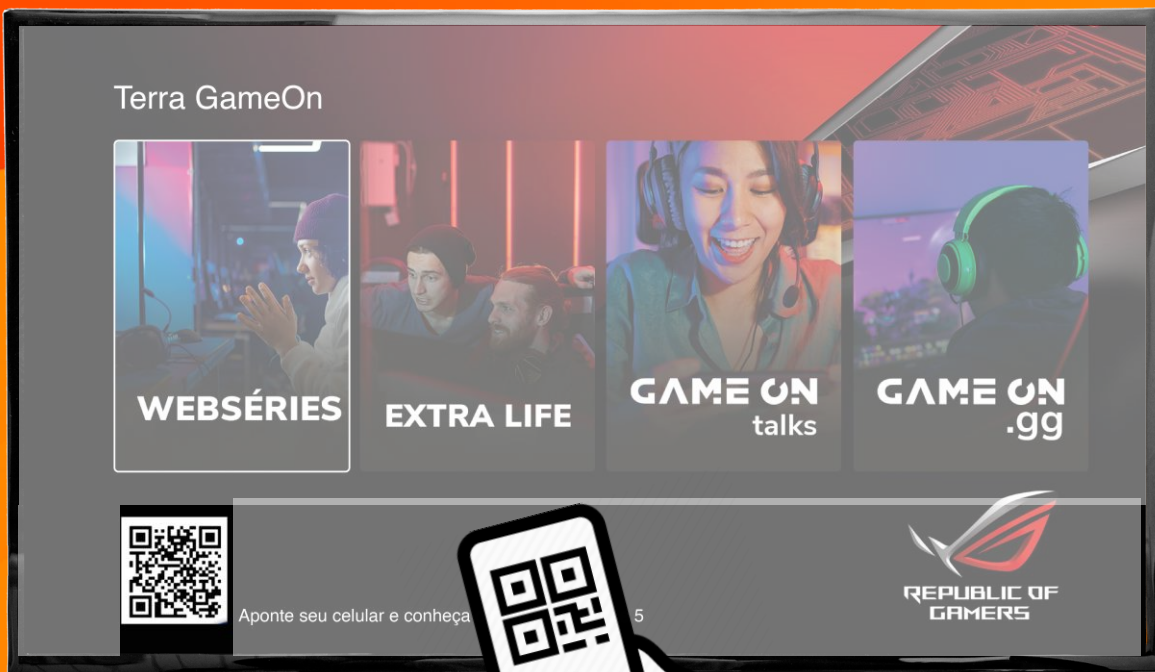 Terra GameOn
WEBSÉRIES
EXTRA LIFE
GAME ON
talks
GAME ON
.gg
Aponte seu celular e conheça
5
REPUBLIC OF
GAMERS